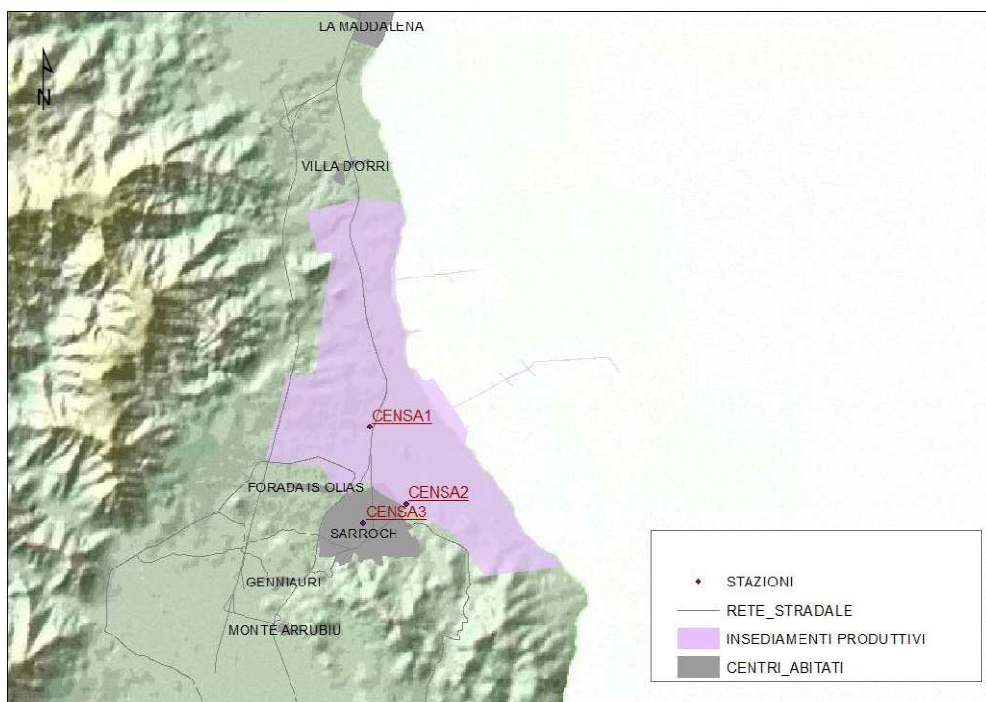 LA MADDALENA
N
VILLA D'ORRI
CENSA1
FORADA IS OLIAS
CENSA2
CENSA3
SARROCH
GENNIAURI
MONTE ARRUBIU
STAZIONI
RETE_STRADALE
INSEDIAMENTI PRODUTTIVI
CENTRI_ABITATI